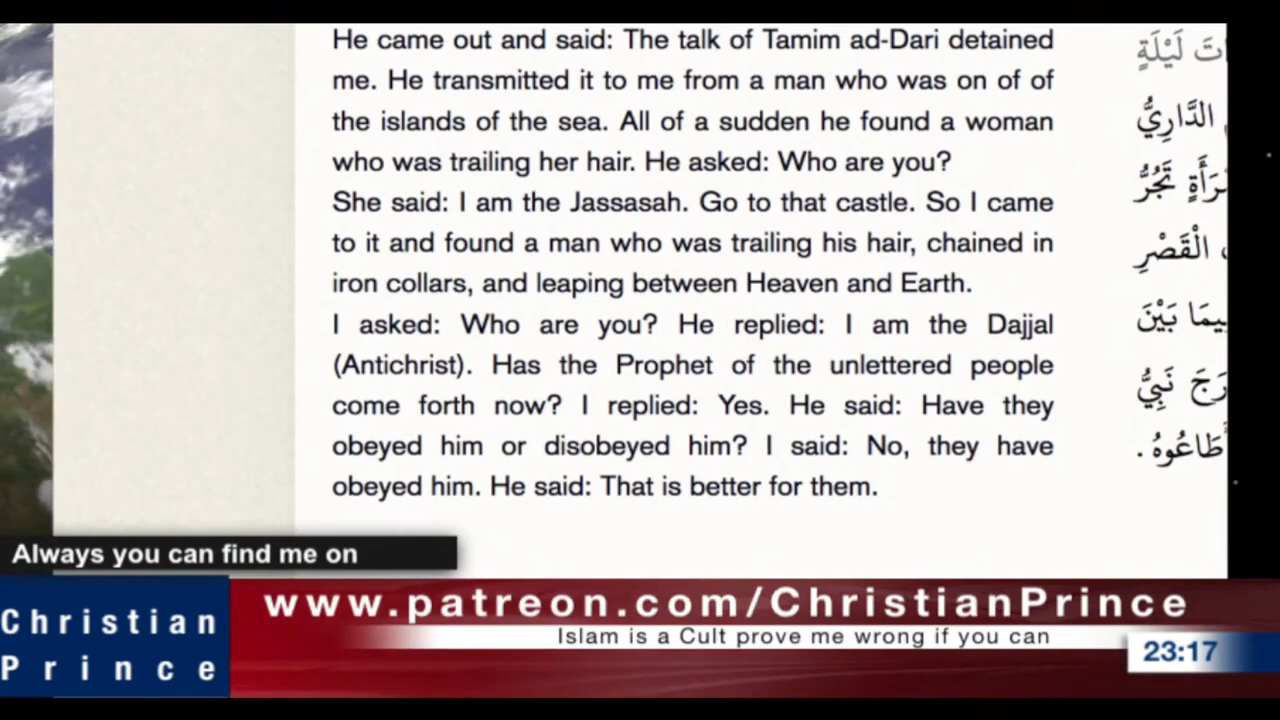 He came out and said: The talk of Tamim ad-Dari detained
me. He transmitted it to me from a man who was on of of
the islands of the sea. All of a sudden he found a woman
who was trailing her hair. He asked: Who are you?
She said: I am the Jassasah. Go to that castle. So I came
to it and found a man who was trailing his hair, chained in
iron collars, and leaping between Heaven and Earth.
I asked: Who are you? He replied: I am the Dajjal
(Antichrist). Has the Prophet of the unlettered people
come forth now? I replied: Yes. He said: Have they
obeyed him or disobeyed him? I said: No, they have
obeyed him. He said: That is better for them.
لَيْلَةٍ
الدَّارِيُّ
تَجُرُّ
الْقَصْرِ
بَيْنَ
نَبِيُّ
Always you can find me on
Christian
Prince
www.patreon.com/ChristianPrince
Islam is a Cult prove me wrong if you can
23:17